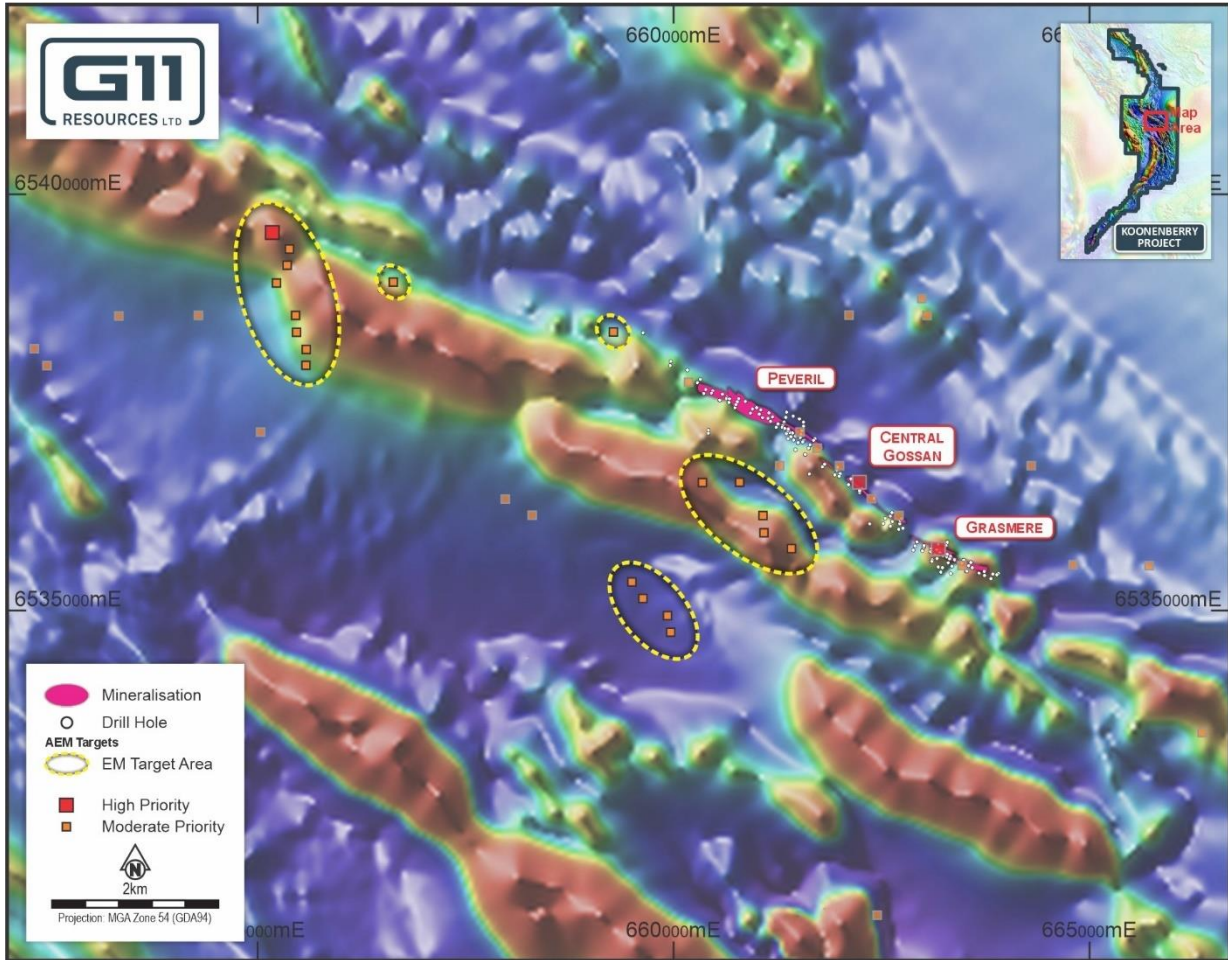 G11
RESOURCES LTD
660000mE
Map
Area
KOONENBERRY
PROJECT
6540000mE
E
PEVERIL
CENTRAL
GOSSAN
GRASMERE
6535000mE
6535000mE
Mineralisation
Drill Hole
AEM Targets
EM Target Area
High Priority
Moderate Priority
N
2km
Projection: MGA Zone 54 (GDA94)
000mE
660000mE
665000mE